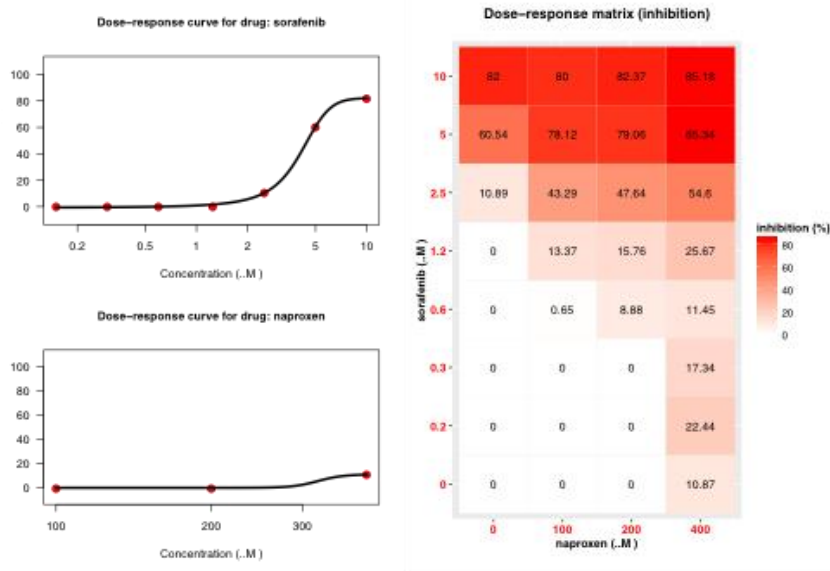 Dose-response curve for drug: sorafenib
100
80
60
40
20
0
0.2 0.5 1 2 5 10
Concentration (..M )
Dose-response curve for drug: naproxen
100
80
60
40
20
0
100 200 300
Concentration (..M )
Dose-response matrix (inhibition)
sorafenib (..M )
10 82 80 82.37 85.18
5 60.54 78.12 79.06 85.34
2.5 10.89 43.29 47.64 54.6
1.2 0 13.37 15.76 25.67
0.6 0 0.65 8.88 11.45
0.3 0 0 0 17.34
0.2 0 0 0 22.44
0 0 0 0 10.87
0 100 200 400
naproxen (..M )
inhibition (%)
80
60
40
20
0